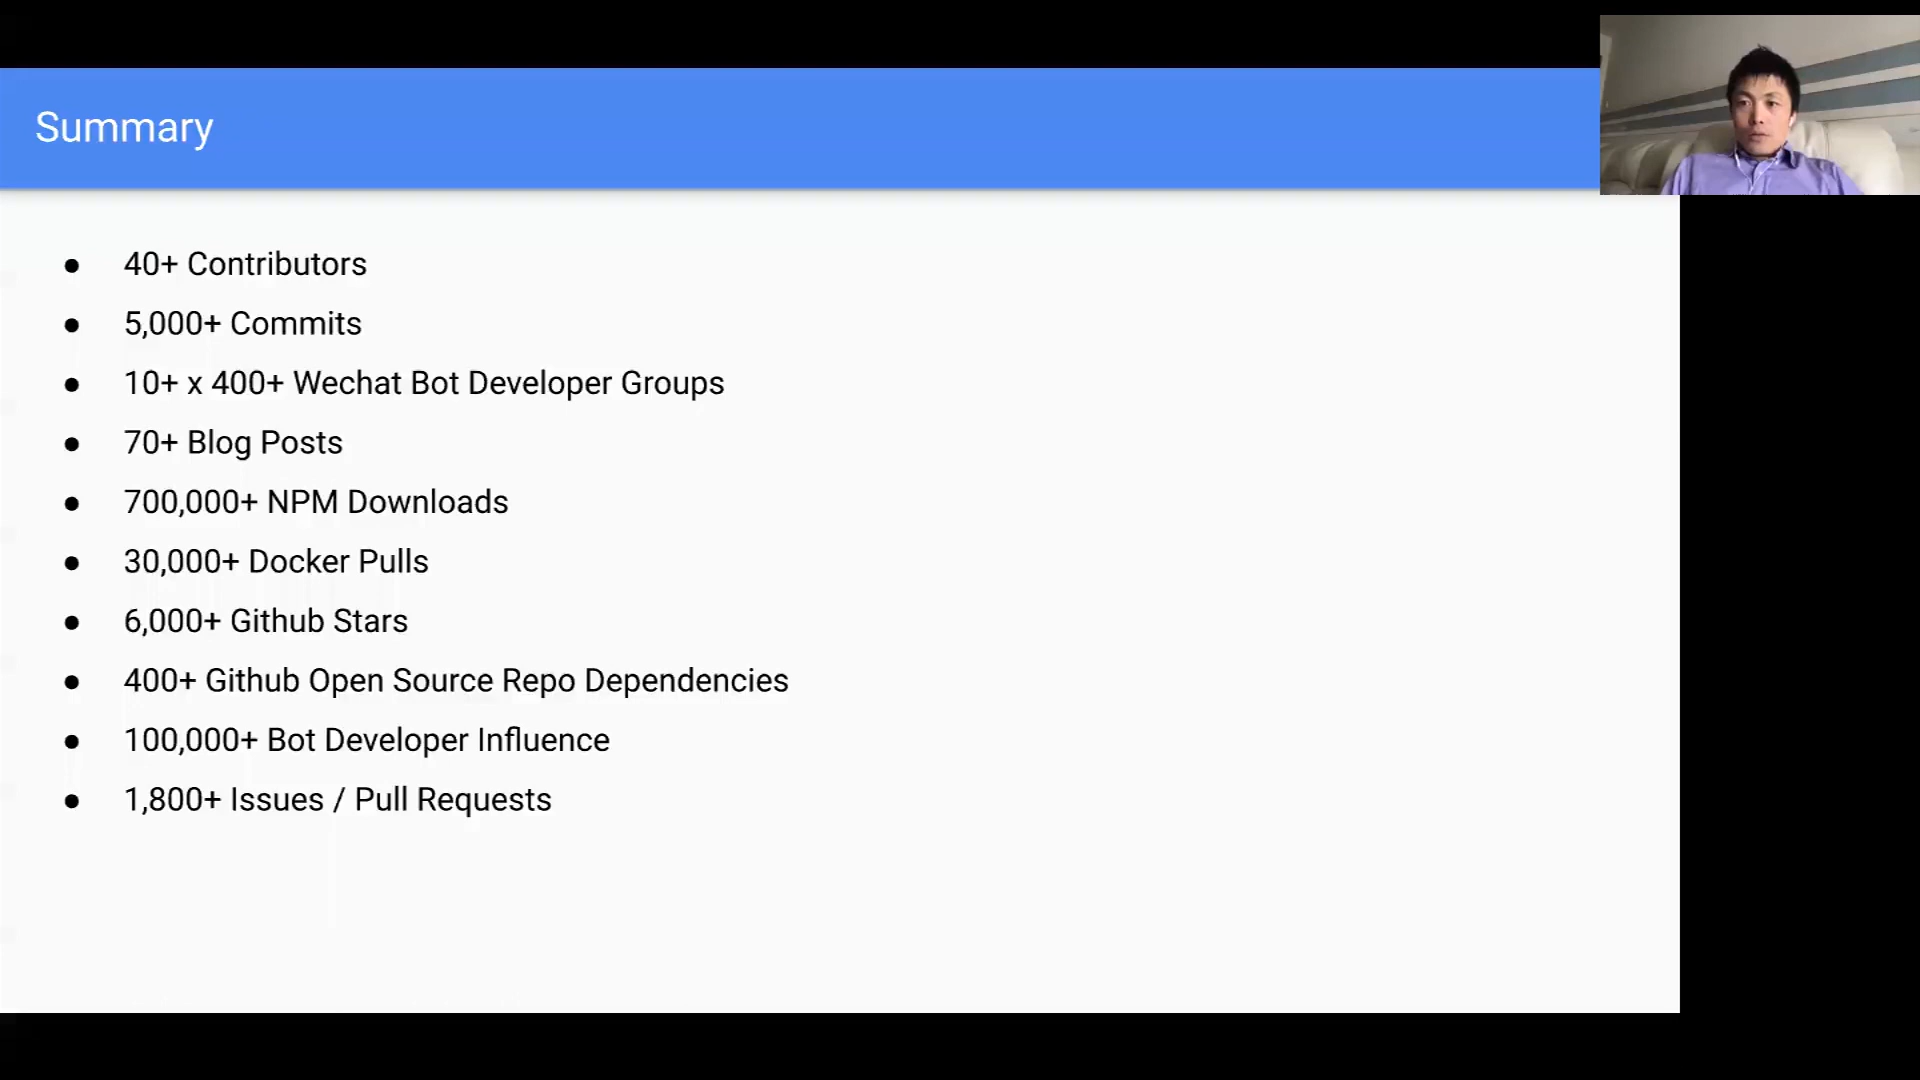 Summary
● 40+ Contributors
● 5,000+ Commits
● 10+ x 400+ Wechat Bot Developer Groups
● 70+ Blog Posts
● 700,000+ NPM Downloads
● 30,000+ Docker Pulls
● 6,000+ Github Stars
● 400+ Github Open Source Repo Dependencies
● 100,000+ Bot Developer Influence
● 1,800+ Issues / Pull Requests